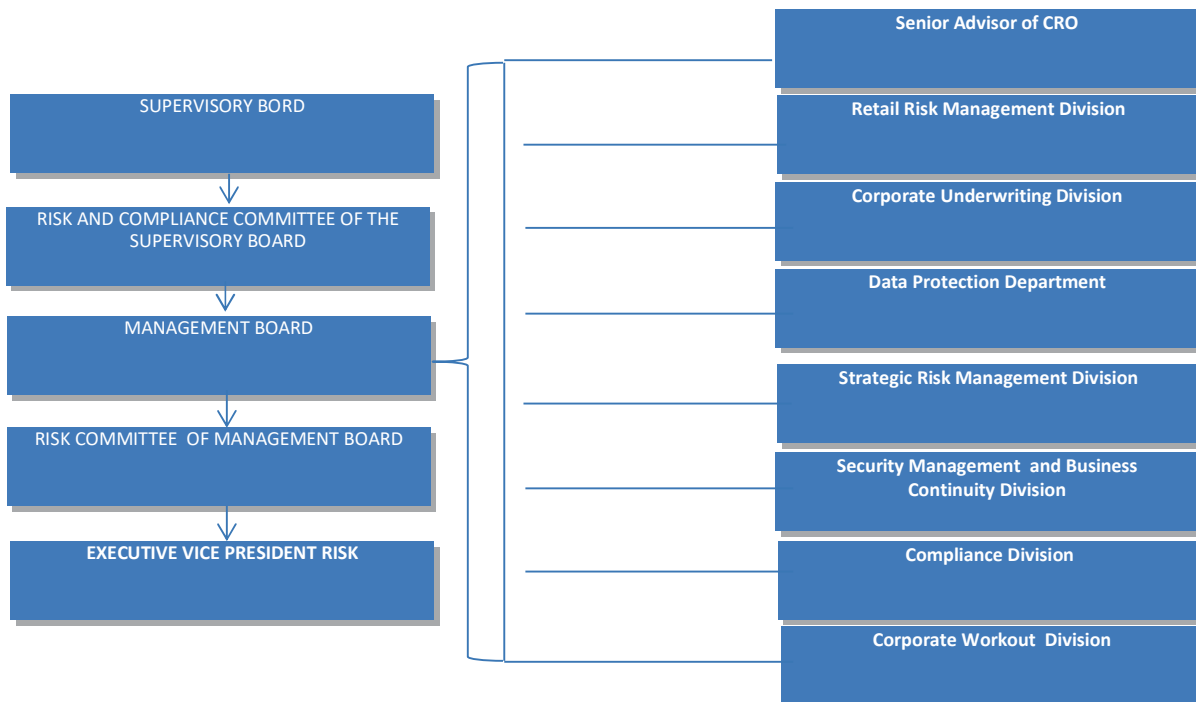 SUPERVISORY BORD
RISK AND COMPLIANCE COMMITTEE OF THE
SUPERVISORY BOARD
MANAGEMENT BOARD
RISK COMMITTEE  OF MANAGEMENT BOARD
EXECUTIVE VICE PRESIDENT RISK
Senior Advisor of CRO
Retail Risk Management Division
Corporate Underwriting Division
Data Protection Department
Strategic Risk Management Division
Security Management  and Business
Continuity Division
Compliance Division
Corporate Workout  Division